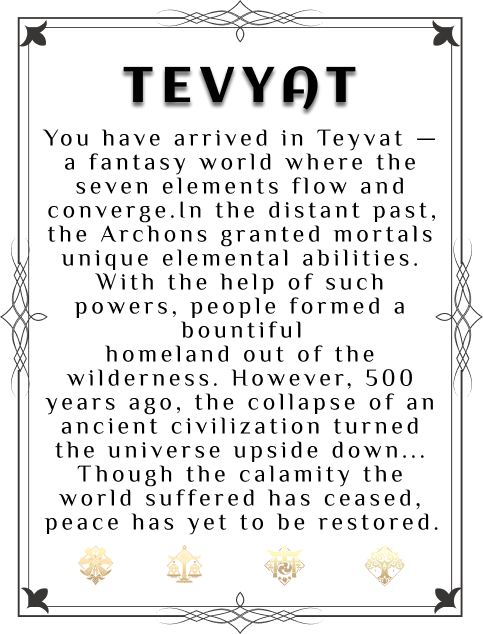 TEVYAT
You have arrived in Teyvat —
a fantasy world where the
seven elements flow and
converge.In the distant past,
the Archons granted mortals
unique elemental abilities.
With the help of such
powers, people formed a
bountiful
homeland out of the
wilderness. However, 500
years ago, the collapse of an
ancient civilization turned
the universe upside down...
Though the calamity the
world suffered has ceased,
peace has yet to be restored.